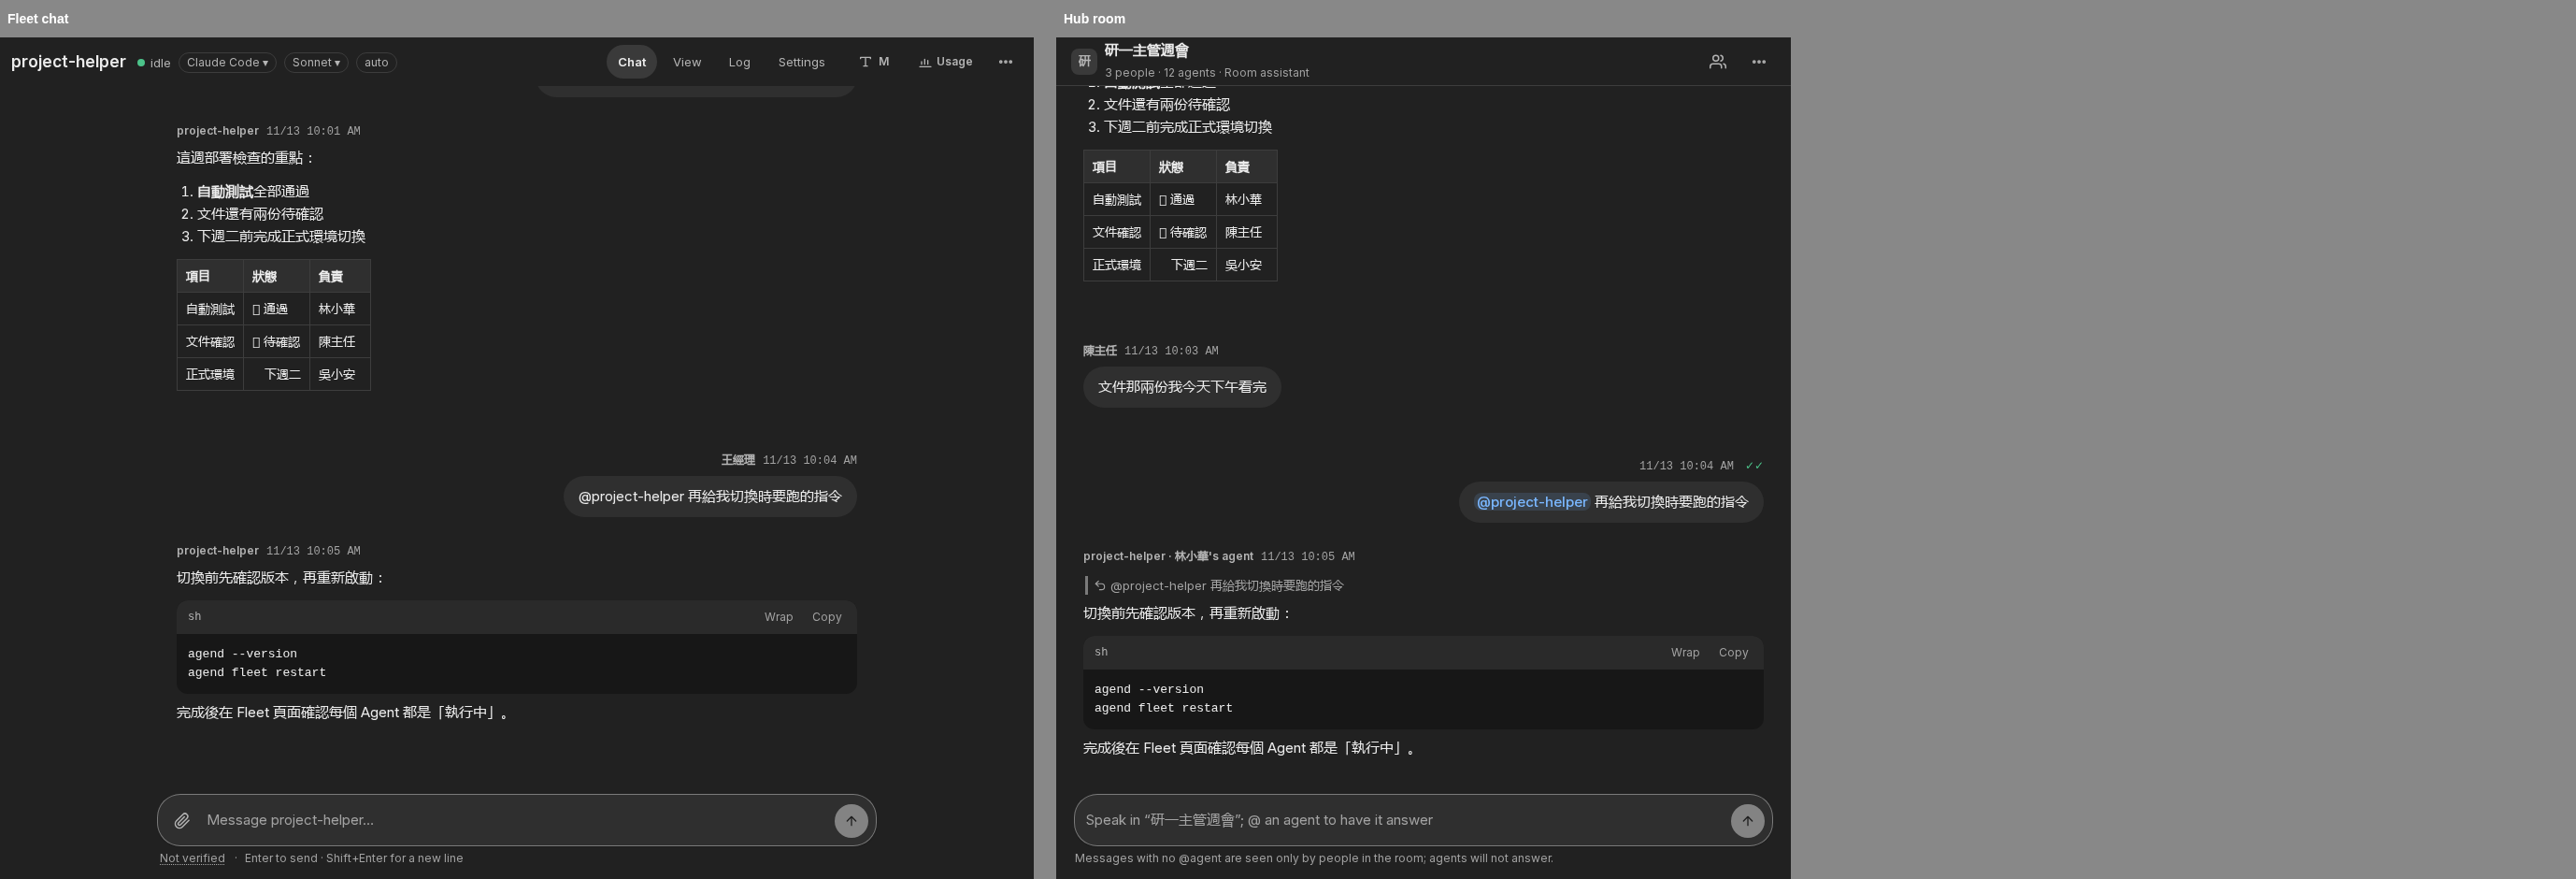 Fleet chat
project-helper idle Claude Code ▾ Sonnet ▾ auto Chat View Log Settings M Usage
project-helper 11/13 10:01 AM
這週部署檢查的重點：
1. 自動測試全部通過
2. 文件還有兩份待確認
3. 下週二前完成正式環境切換
項目 狀態 負責
自動測試 通過 林小華
文件確認 待確認 陳主任
正式環境 下週二 吳小安
王經理 11/13 10:04 AM
@project-helper 再給我切換時要跑的指令
project-helper 11/13 10:05 AM
切換前先確認版本，再重新啟動：
sh Wrap Copy
agend --version
agend fleet restart
完成後在 Fleet 頁面確認每個 Agent 都是「執行中」。
Message project-helper...
Not verified · Enter to send · Shift+Enter for a new line
Hub room
研 研一主管週會
3 people · 12 agents · Room assistant
2. 文件還有兩份待確認
3. 下週二前完成正式環境切換
項目 狀態 負責
自動測試 通過 林小華
文件確認 待確認 陳主任
正式環境 下週二 吳小安
陳主任 11/13 10:03 AM
文件那兩份我今天下午看完
11/13 10:04 AM ✓✓
@project-helper 再給我切換時要跑的指令
project-helper · 林小華's agent 11/13 10:05 AM
@project-helper 再給我切換時要跑的指令
切換前先確認版本，再重新啟動：
sh Wrap Copy
agend --version
agend fleet restart
完成後在 Fleet 頁面確認每個 Agent 都是「執行中」。
Speak in “研一主管週會”; @ an agent to have it answer
Messages with no @agent are seen only by people in the room; agents will not answer.